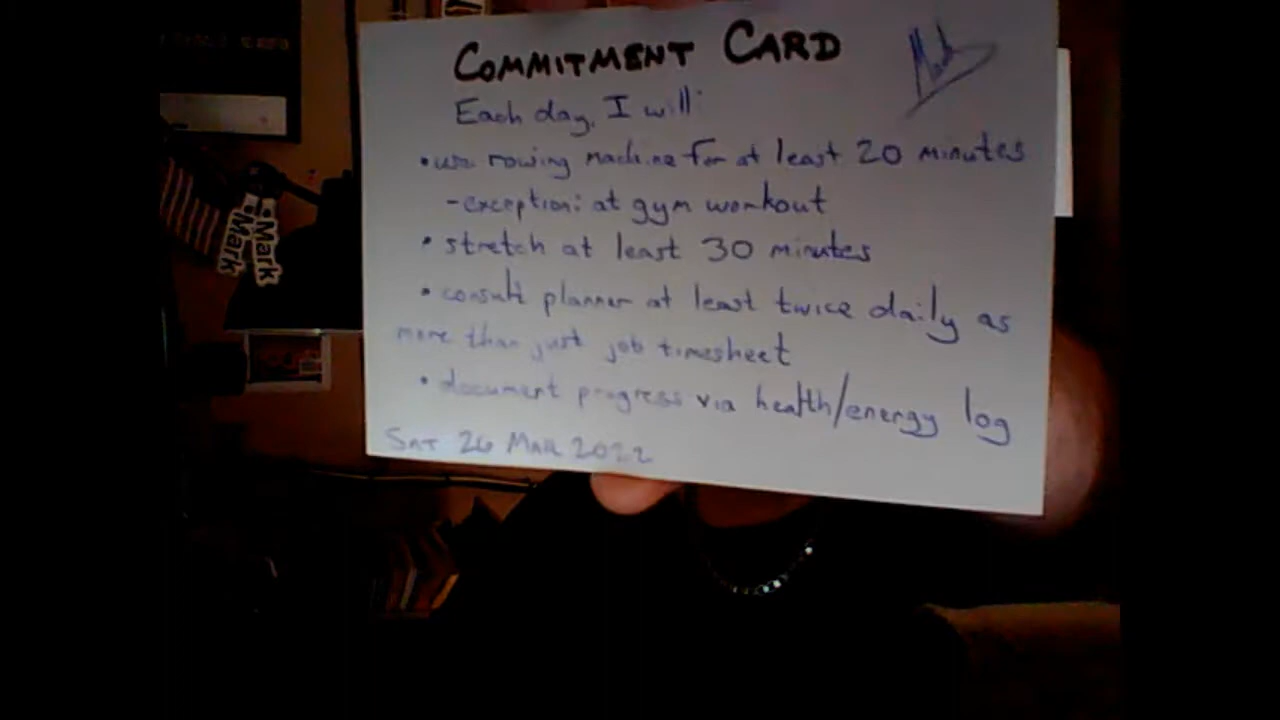 COMMITMENT CARD
Mark
Each day, I will:
• use rowing machine for at least 20 minutes
- exception: at gym workout
• stretch at least 30 minutes
• consult planner at least twice daily as
more than just job timesheet
• document progress via health/energy log
SAT 26 MAR 2022
Mark
Mark